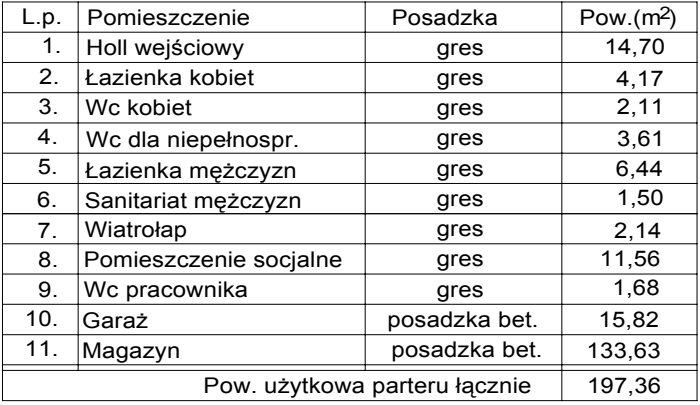 L.p. Pomieszczenie Posadzka Pow.(m2)
1. Holl wejściowy gres 14,70
2. Łazienka kobiet gres 4,17
3. Wc kobiet gres 2,11
4. Wc dla niepełnospr. gres 3,61
5. Łazienka mężczyzn gres 6,44
6. Sanitariat mężczyzn gres 1,50
7. Wiatrołap gres 2,14
8. Pomieszczenie socjalne gres 11,56
9. Wc pracownika gres 1,68
10. Garaż posadzka bet. 15,82
11. Magazyn posadzka bet. 133,63
Pow. użytkowa parteru łącznie 197,36